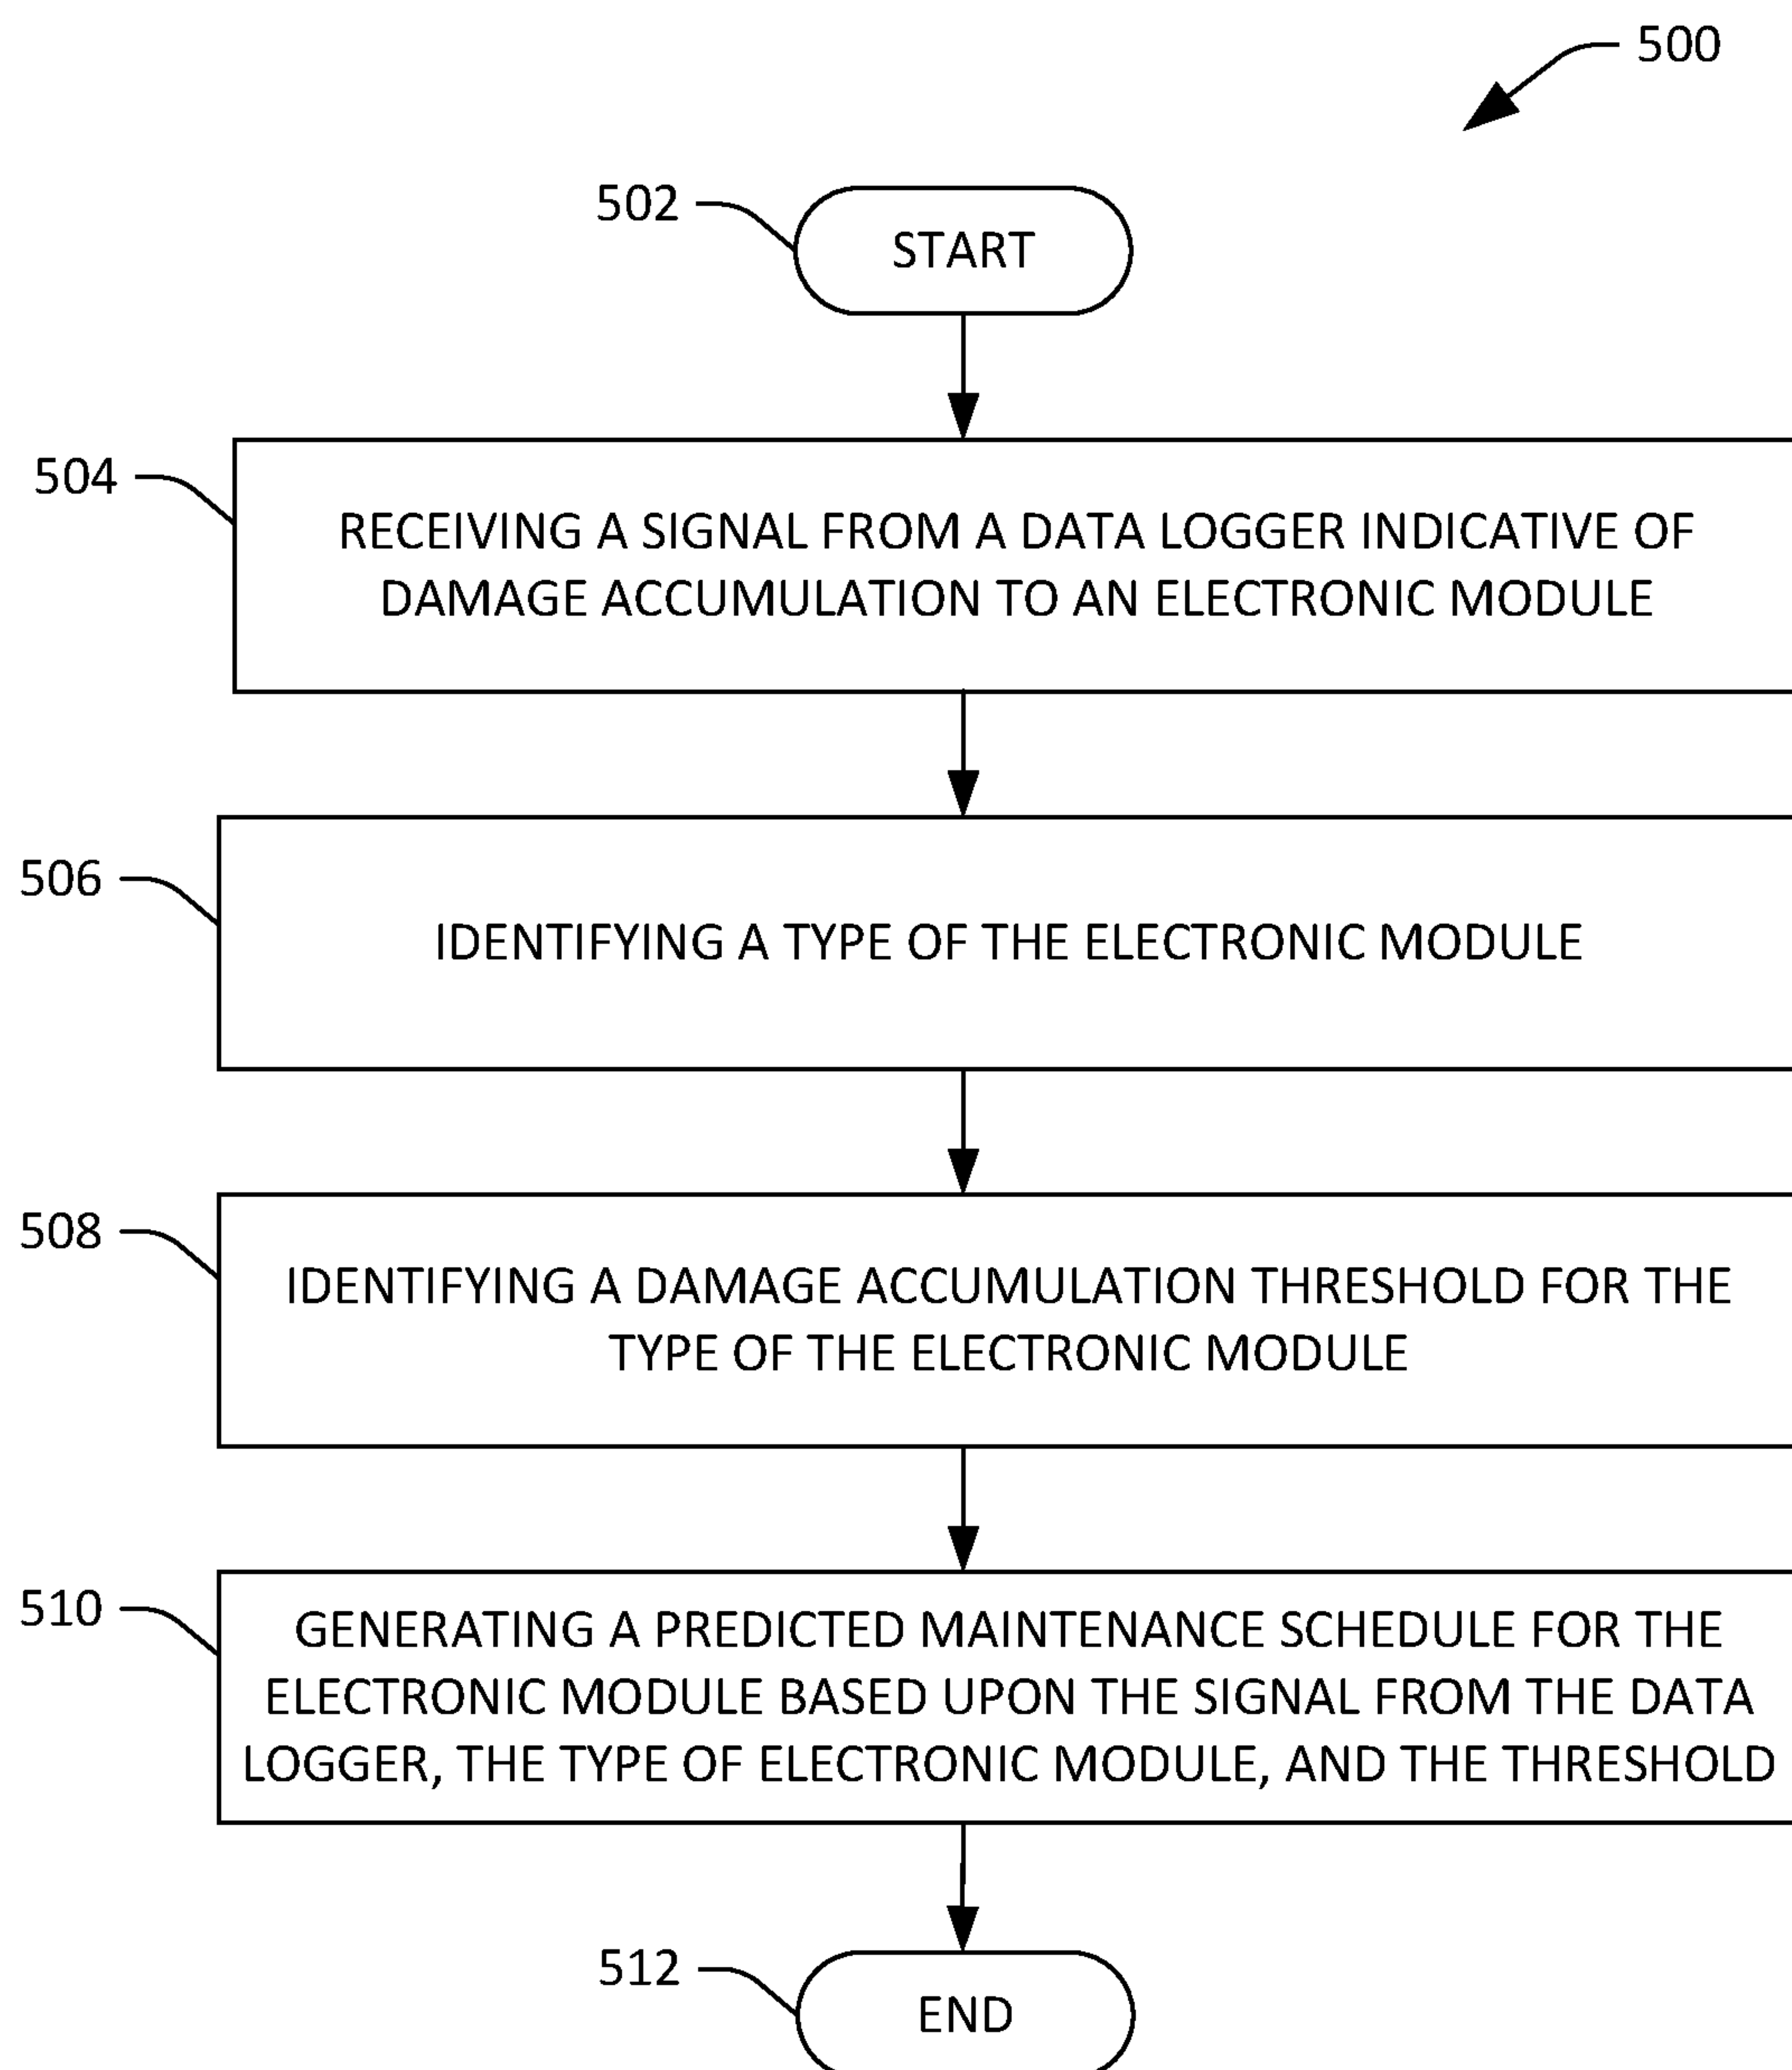 500
502
START
504
RECEIVING A SIGNAL FROM A DATA LOGGER INDICATIVE OF
DAMAGE ACCUMULATION TO AN ELECTRONIC MODULE
506
IDENTIFYING A TYPE OF THE ELECTRONIC MODULE
508
IDENTIFYING A DAMAGE ACCUMULATION THRESHOLD FOR THE
TYPE OF THE ELECTRONIC MODULE
510
GENERATING A PREDICTED MAINTENANCE SCHEDULE FOR THE
ELECTRONIC MODULE BASED UPON THE SIGNAL FROM THE DATA
LOGGER, THE TYPE OF ELECTRONIC MODULE, AND THE THRESHOLD
512
END